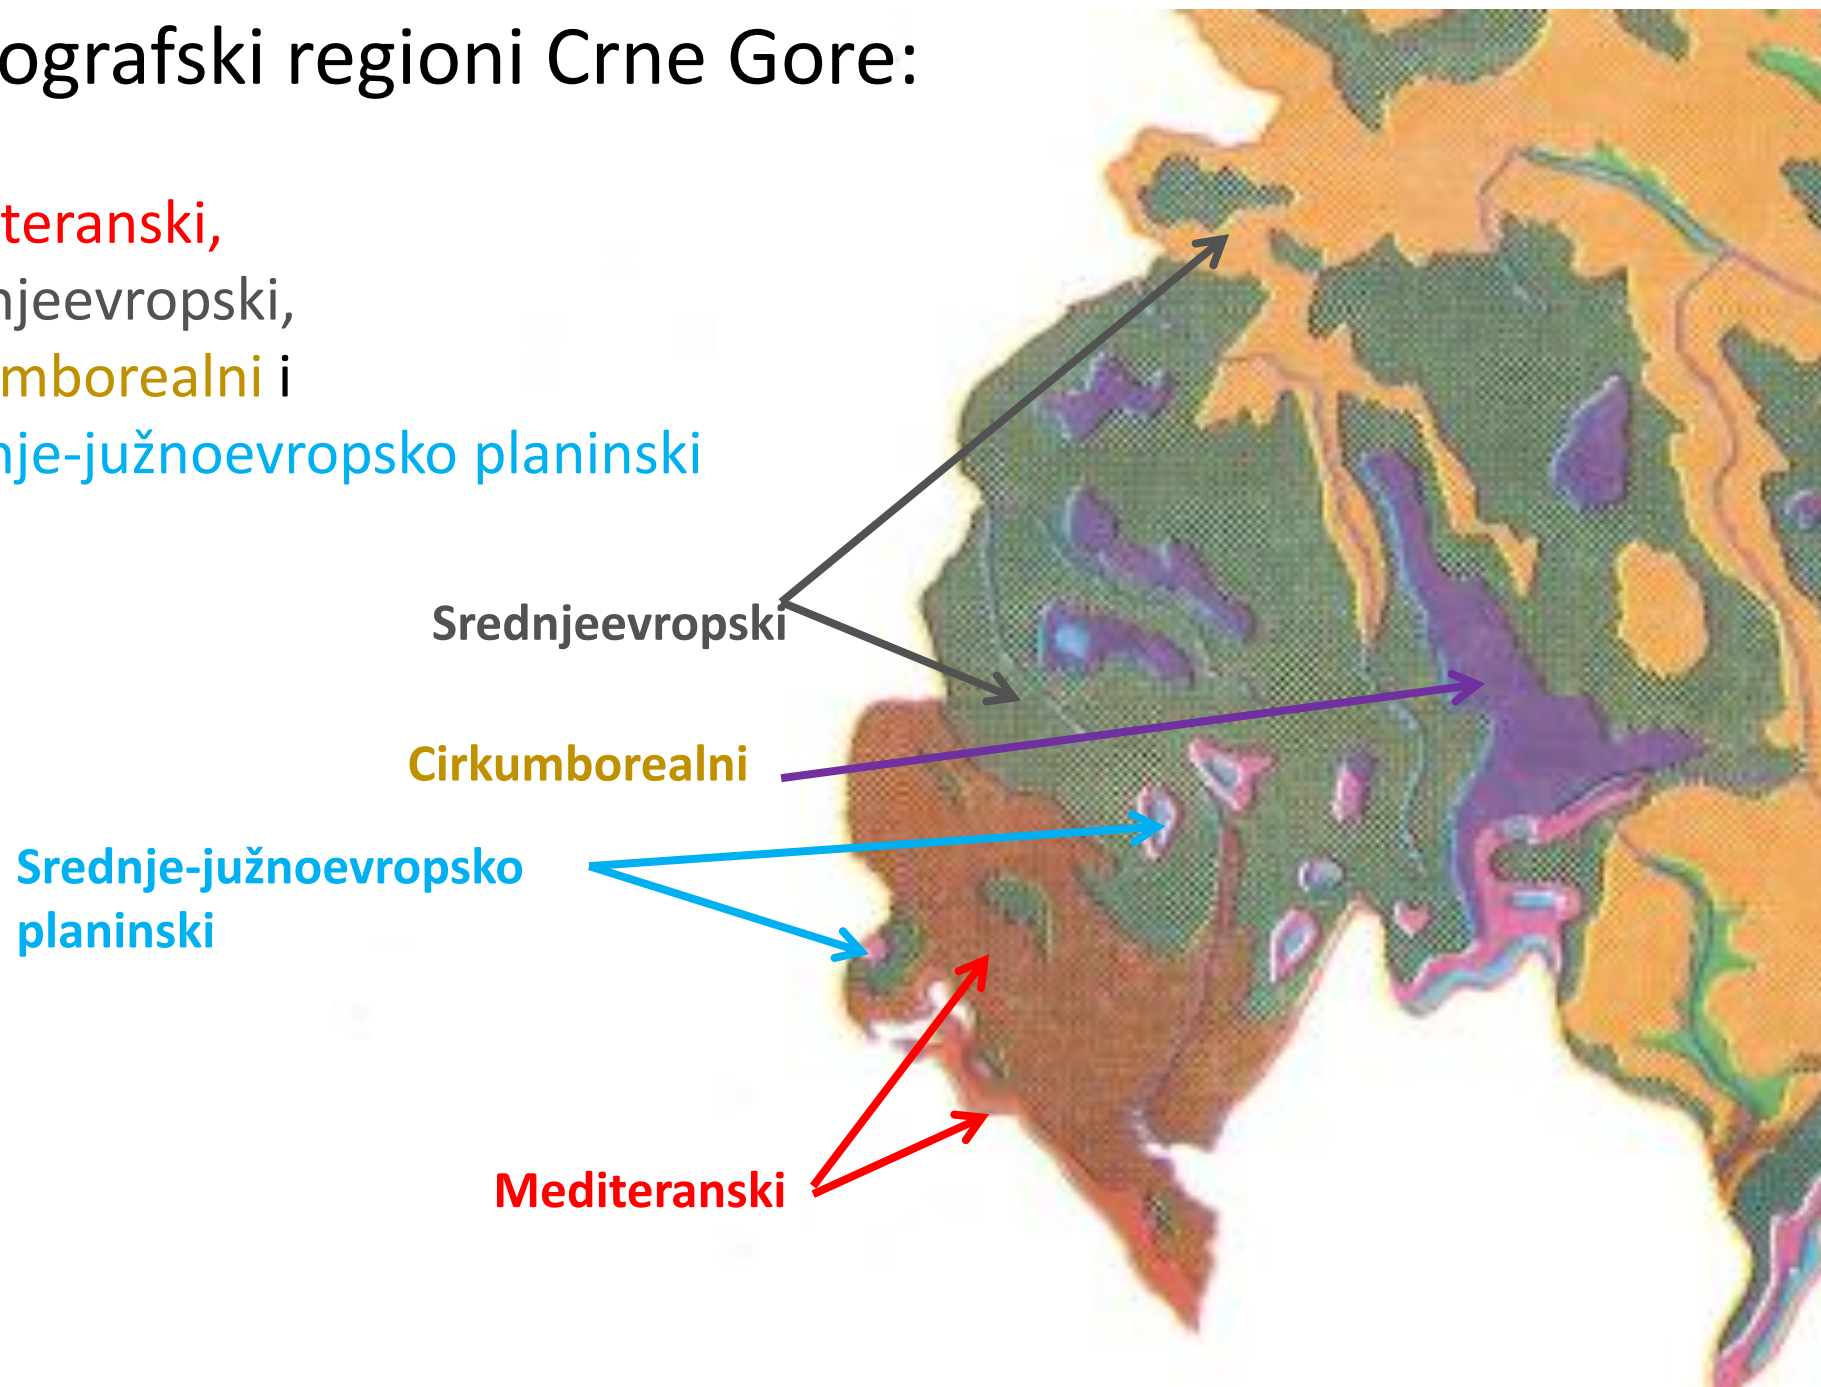 ografski regioni Crne Gore:
teranski,
njeevropski,
mborealni i
nje-južnoevropsko planinski
Srednjeevropski
Cirkumborealni
Srednje-južnoevropsko
planinski
Mediteranski